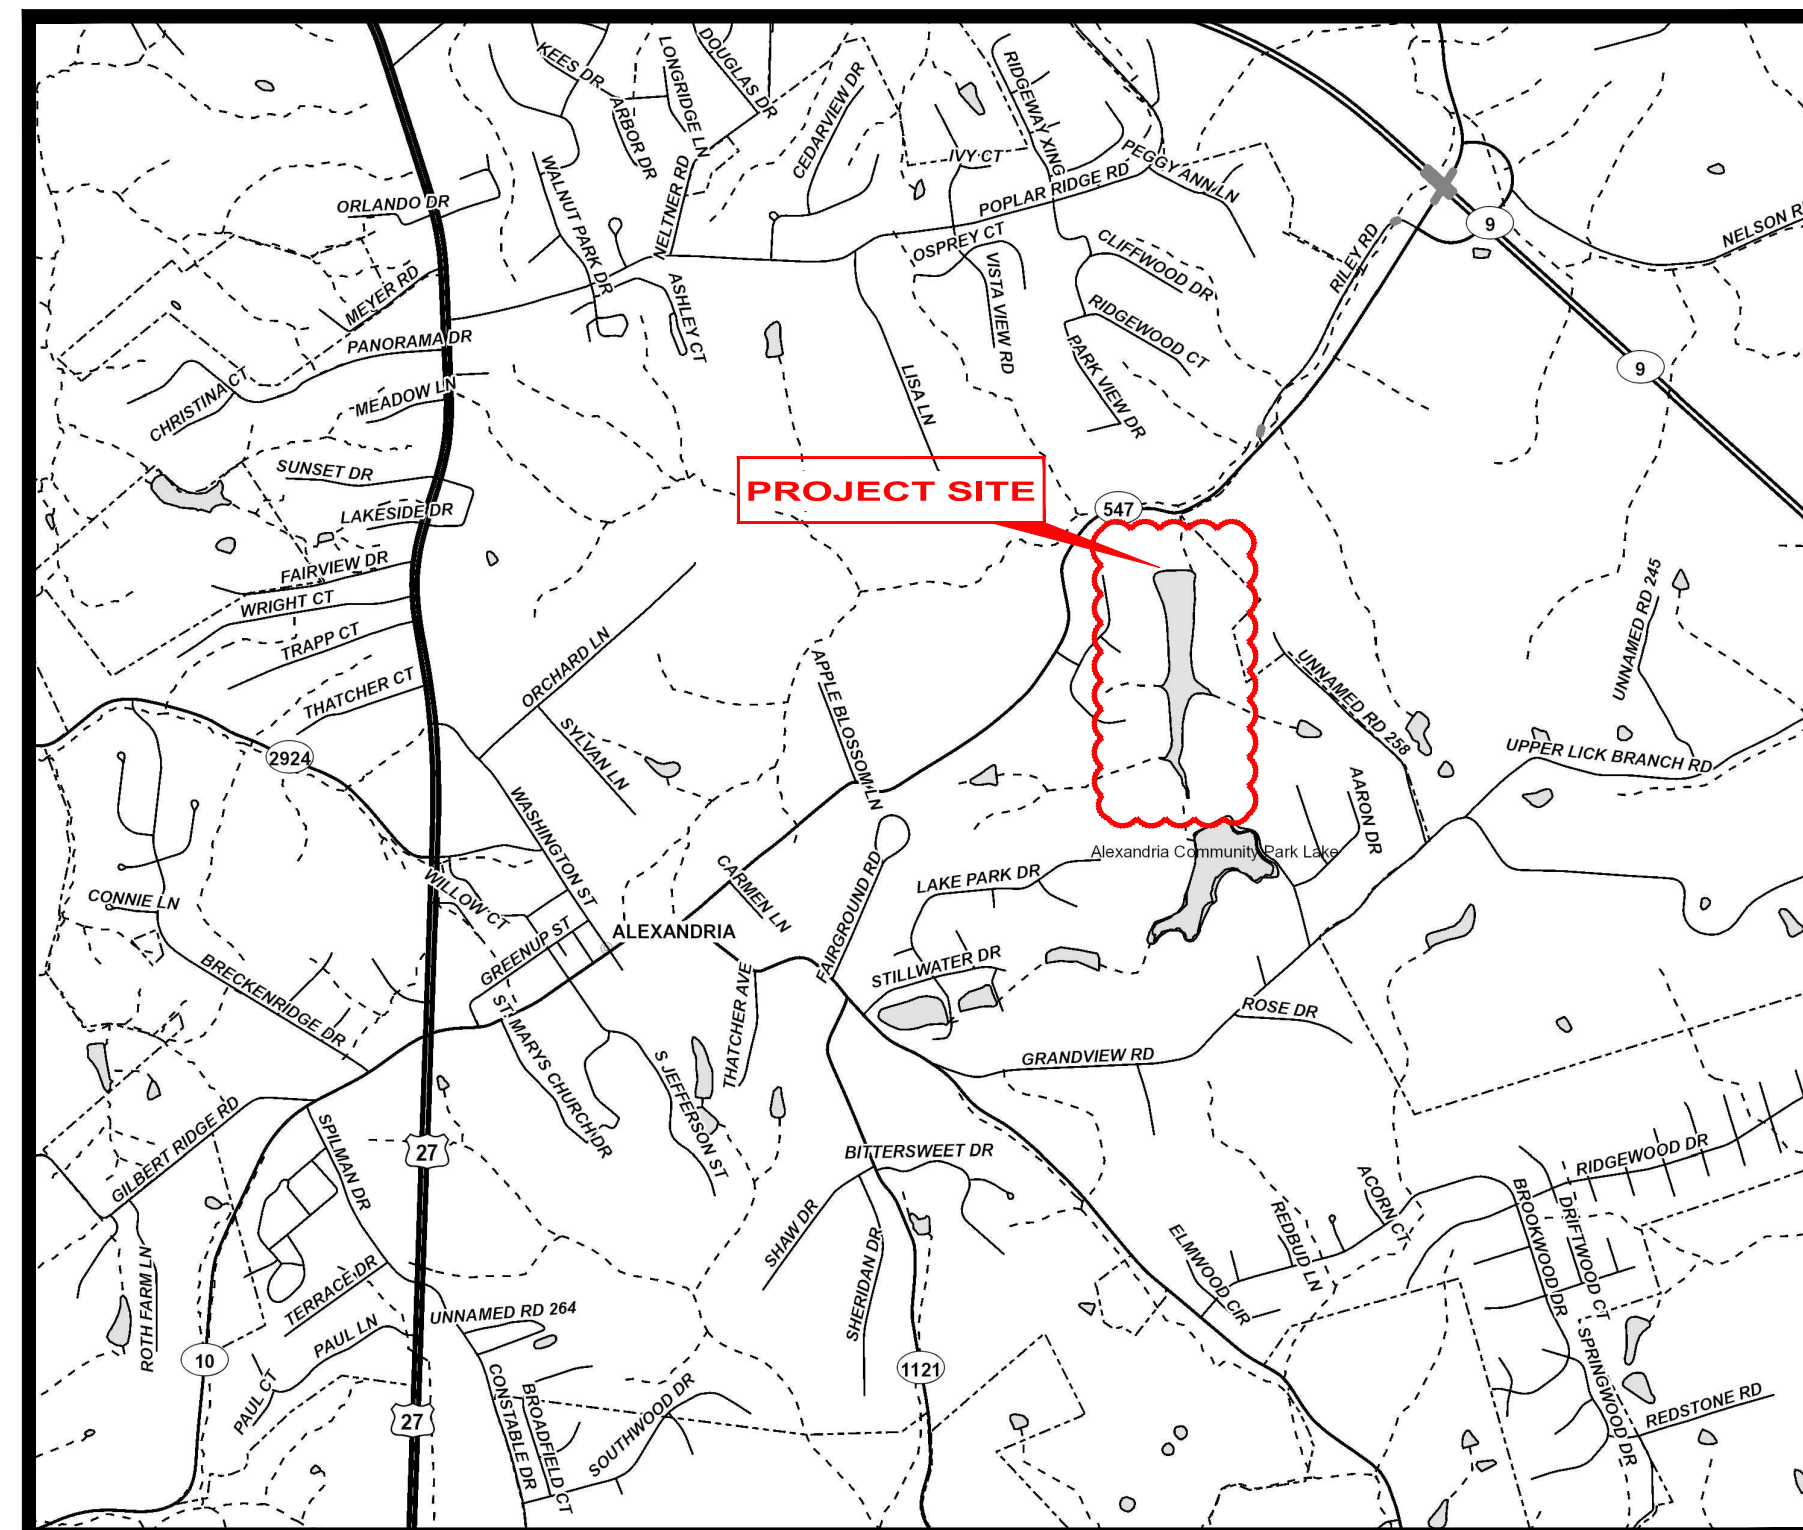 KEES DR
LONGRIDGE LN
DOUGLAS DR
ARBOR DR
CEDARVIEW DR
RIDGEWAY XING
IVY CT
PEGGY ANN LN
POPLAR RIDGE RD
WALNUT PARK DR
NELTNER RD
ORLANDO DR
OSPREY CT
VISTA VIEW RD
CLIFFWOOD DR
RILEY RD
9
NELSON R
MEYER RD
ASHLEY CT
RIDGEWOOD CT
PANORAMA DR
PARK VIEW DR
LISA LN
9
CHRISTINA CT
MEADOW LN
SUNSET DR
LAKESIDE DR
PROJECT SITE
547
FAIRVIEW DR
WRIGHT CT
TRAPP CT
THATCHER CT
ORCHARD LN
SYLVAN LN
APPLE BLOSSOM LN
UNNAMED RD 245
UNNAMED RD 258
UPPER LICK BRANCH RD
2924
WASHINGTON ST
AARON DR
Alexandria Community Park Lake
WILLOW CT
CARMEN LN
FAIRGROUND RD
LAKE PARK DR
CONNIE LN
GREENUP ST
ALEXANDRIA
STILLWATER DR
BRECKENRIDGE DR
ST MARYS CHURCH DR
THATCHER AVE
ROSE DR
GRANDVIEW RD
S JEFFERSON ST
GILBERT RIDGE RD
SPILMAN DR
27
BITTERSWEET DR
RIDGEWOOD DR
SHAW DR
SHERIDAN DR
ACORN CT
REDBUD LN
ELMWOOD CIR
BROOKWOOD DR
DRIFTWOOD CT
ROTH FARM LN
TERRACE DR
UNNAMED RD 264
PAUL LN
10
PAUL CT
27
CONSTABLE DR
BROADFIELD CT
SOUTHWOOD DR
1121
SPRINGWOOD DR
REDSTONE RD